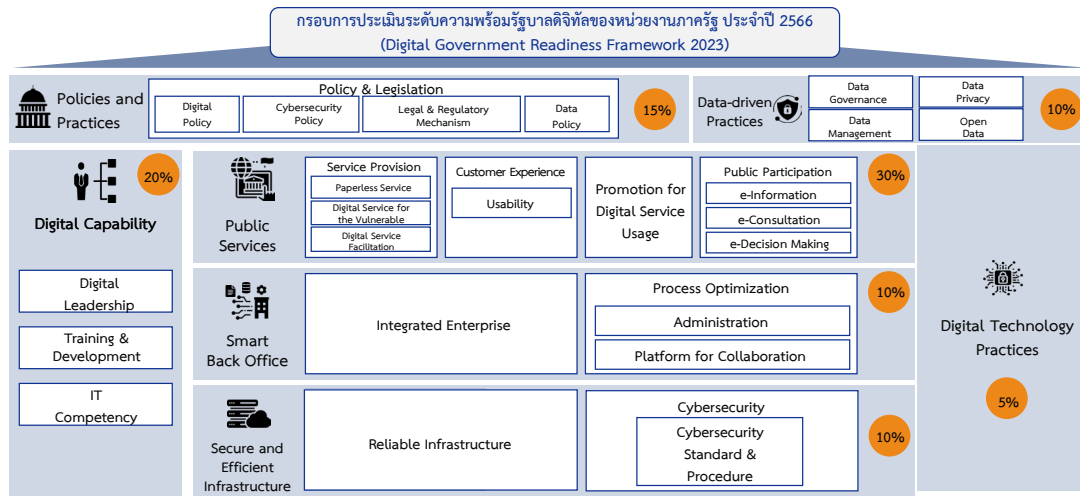 กรอบการประเมินระดับความพร้อมรัฐบาลดิจิทัลของหน่วยงานภาครัฐ ประจำปี 2566
(Digital Government Readiness Framework 2023)
Policies and
Practices
Policy & Legislation
Digital
Policy
Cybersecurity
Policy
Legal & Regulatory
Mechanism
Data
Policy
15%
Data-driven
Practices
Data
Governance
Data
Privacy
Data
Management
Open
Data
10%
20%
Digital Capability
Digital
Leadership
Training &
Development
IT
Competency
Public
Services
Service Provision
Paperless Service
Digital Service for
the Vulnerable
Digital Service
Facilitation
Customer Experience
Usability
Promotion for
Digital Service
Usage
Public Participation
e-Information
e-Consultation
e-Decision Making
30%
Smart
Back Office
Integrated Enterprise
Process Optimization
Administration
Platform for Collaboration
10%
Secure and
Efficient
Infrastructure
Reliable Infrastructure
Cybersecurity
Cybersecurity
Standard &
Procedure
10%
Digital Technology
Practices
5%